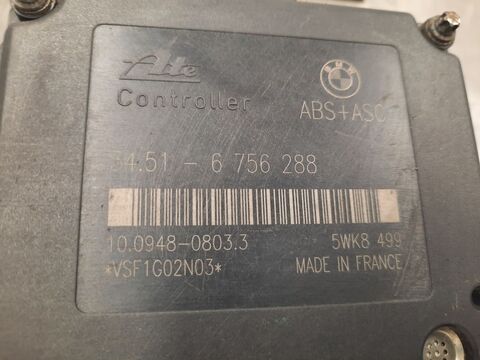 Ate
Controller
BMW
ABS+ASC
34.51 - 6 756 288
10.0948-0803.3
5WK8 499
*VSF1G02N03*
MADE IN FRANCE